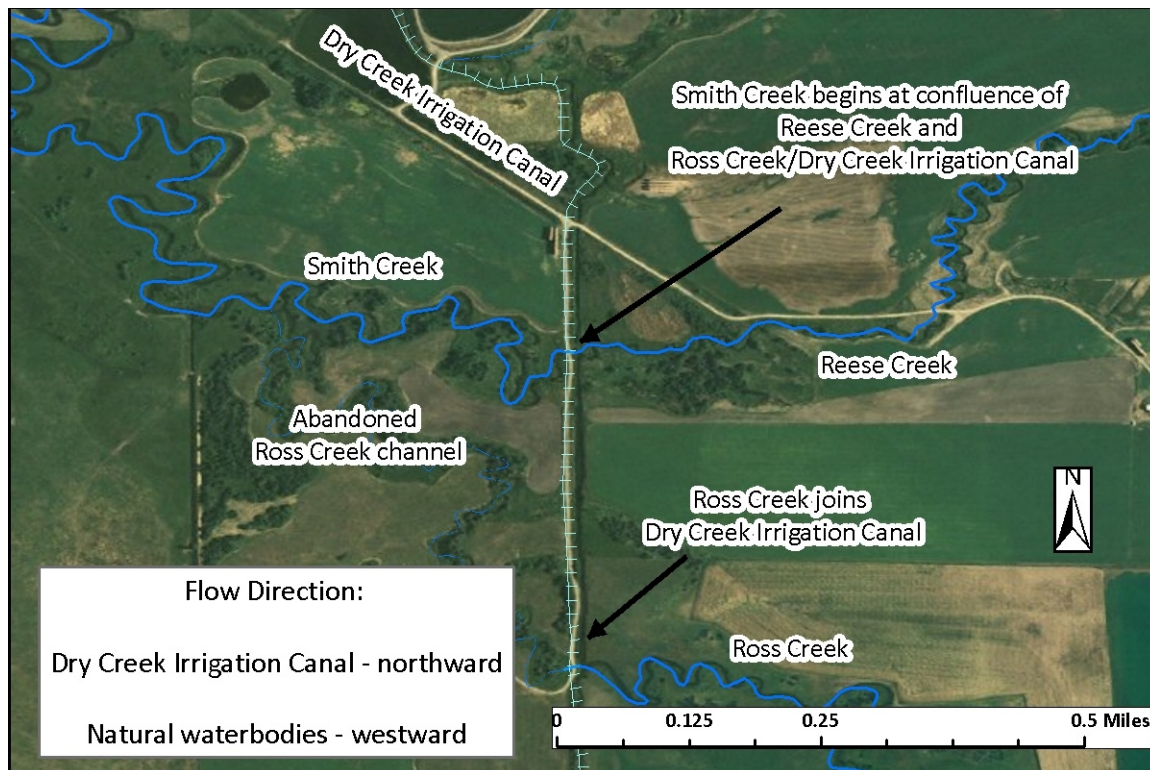 Dry Creek Irrigation Canal
Smith Creek begins at confluence of
Reese Creek and
Ross Creek/Dry Creek Irrigation Canal
Smith Creek
Reese Creek
Abandoned
Ross Creek channel
N
Ross Creek joins
Dry Creek Irrigation Canal
Ross Creek
Flow Direction:
Dry Creek Irrigation Canal - northward
Natural waterbodies - westward
0 0.125 0.25 0.5 Miles